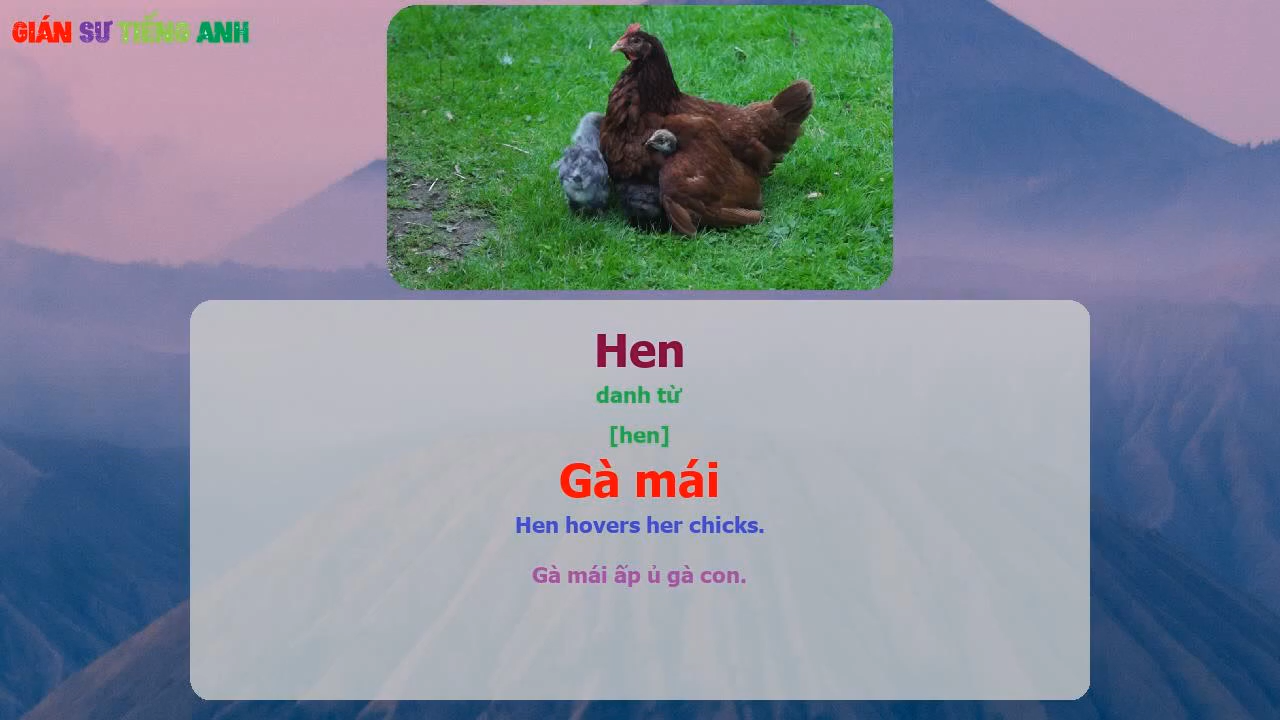 GIÁN SƯ TIẾNG ANH
Hen
danh từ
[hen]
Gà mái
Hen hovers her chicks.
Gà mái ấp ủ gà con.